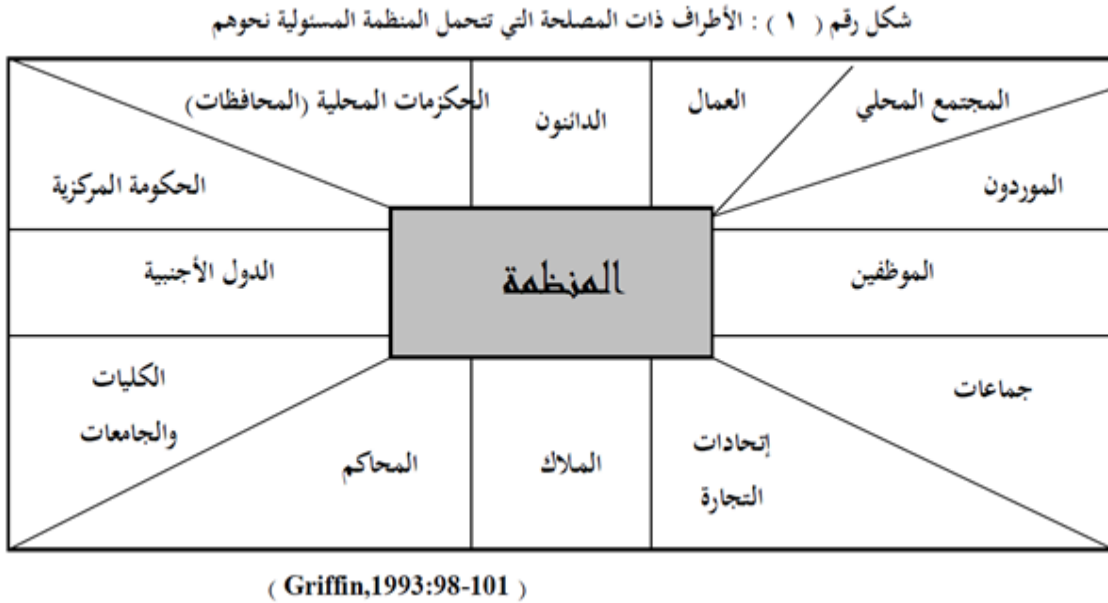 شكل رقم ( ١ ) : الأطراف ذات المصلحة التي تتحمل المنظمة المسئولية نحوهم
المجتمع المحلي
العمال
الدائنون
الحكزمات المحلية (المحافظات)
الموردون
الحكومة المركزية
الموظفين
المنظمة
الدول الأجنبية
جماعات
إتحادات
التجارة
الملاك
المحاكم
الكليات
والجامعات
( Griffin,1993:98-101 )